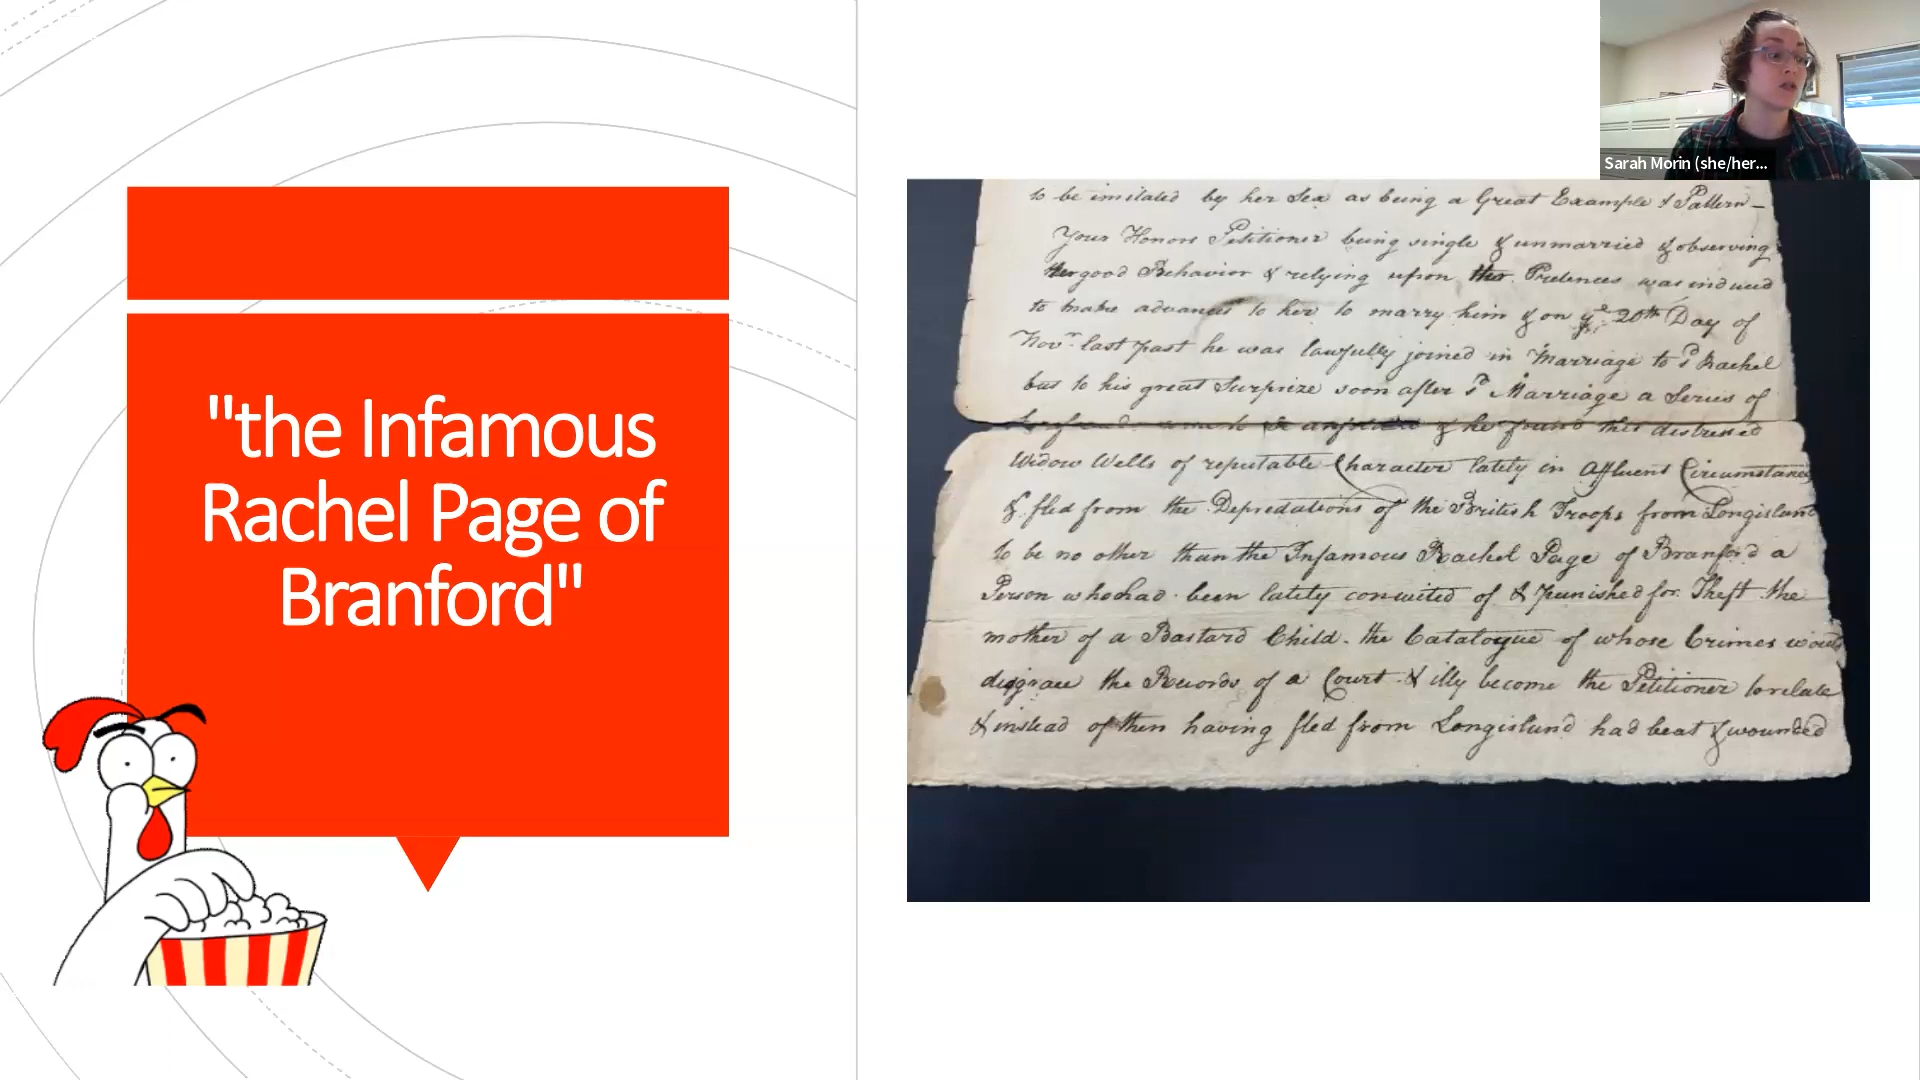 Sarah Morin (she/her...
"the Infamous
Rachel Page of
Branford"
to be imitated by her Sex as being a Great Example & Pattern -
Your Honors Petitioner being single & unmarried & observing
her good Behavior & relying upon the Pretences was induced
to make advances to her to marry him & on ye 20th Day of
Novr. last past he was lawfully joined in Marriage to sd Rachel
but to his great Surprize soon after sd Marriage a Series of
& he found this distressed
Widow Wells of reputable Character lately in Affluent Circumstances
& fled from the Depredations of the British Troops from Longisland
to be no other than the Infamous Rachel Page of Branford a
Person who had been lately convicted of & punished for Theft the
mother of a Bastard Child. the Catalogue of whose Crimes would
disgrace the Records of a Court & illy become the Petitioner to relate
& instead of then having fled from Longisland had beat & wounded